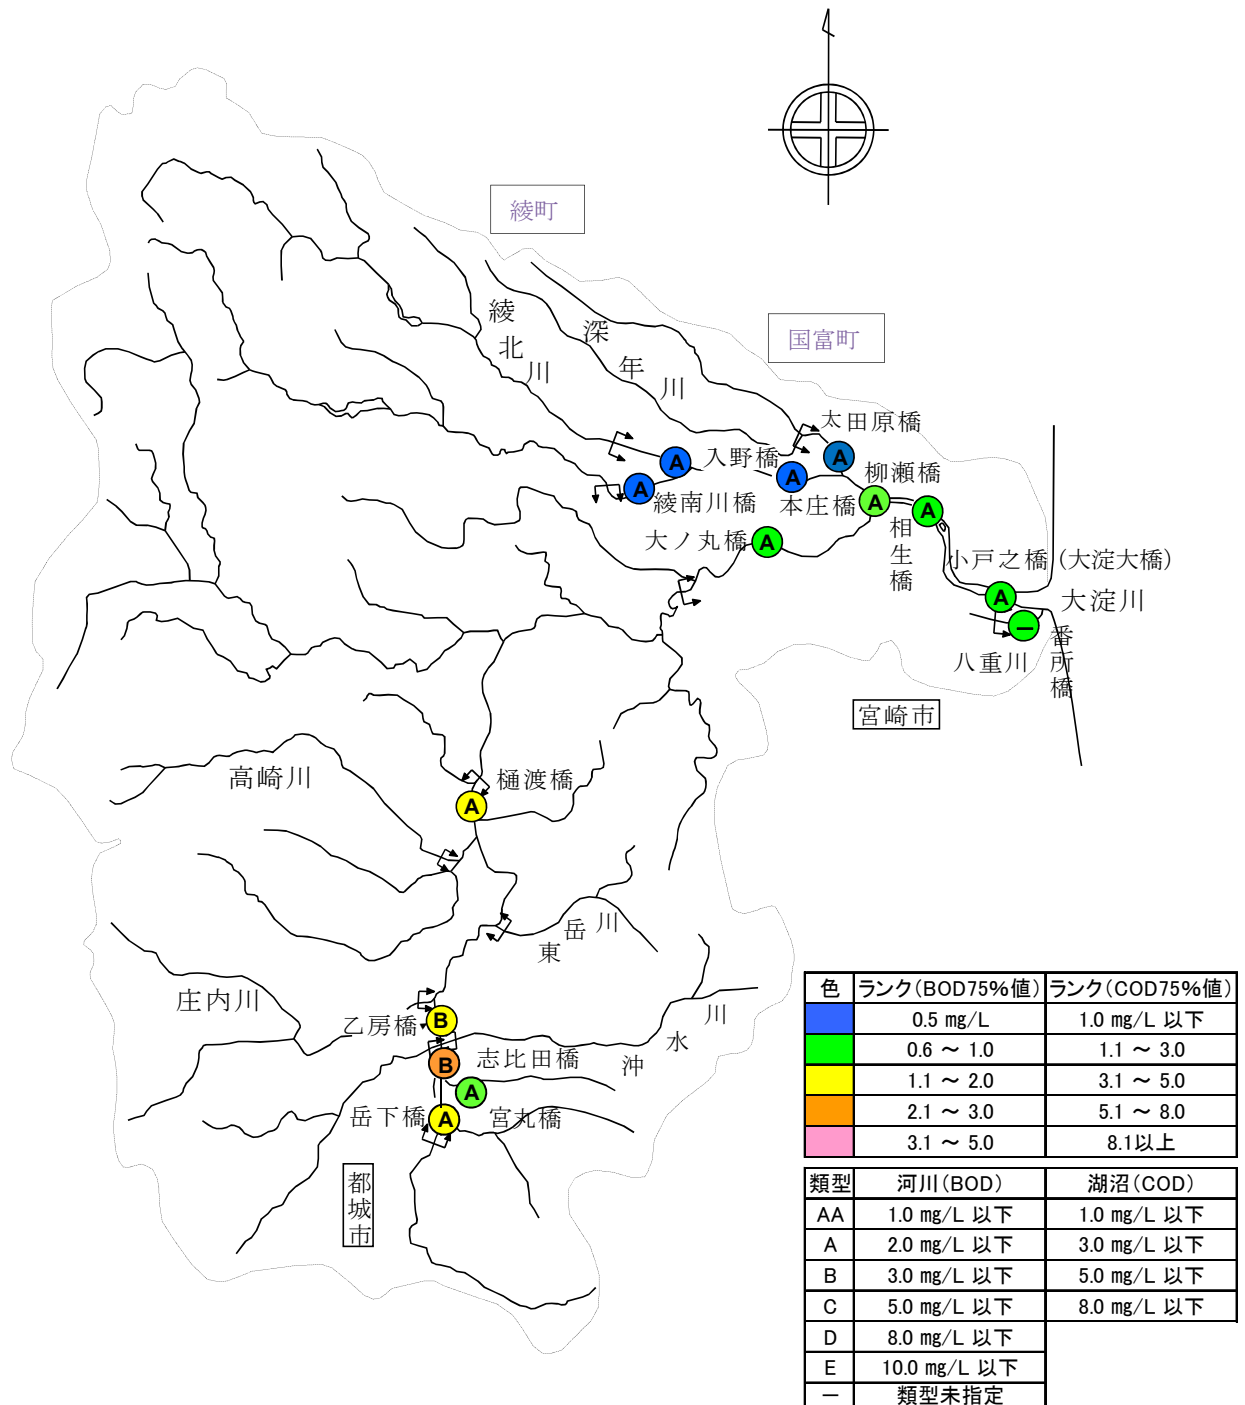 綾町
国富町
綾北川
深年川
太田原橋
A
入野橋
A
A
柳瀬橋
A
綾南川橋
本庄橋
A
A
相生橋
大ノ丸橋
A
小戸之橋 (大淀大橋)
A
大淀川
—
八重川
番所橋
宮崎市
高崎川
樋渡橋
A
東岳川
庄内川
乙房橋
B
沖水川
志比田橋
B
A
岳下橋
A
宮丸橋
都城市
色 ランク(BOD75%値) ランク(COD75%値)
0.5 mg/L 1.0 mg/L 以下
0.6 ～ 1.0 1.1 ～ 3.0
1.1 ～ 2.0 3.1 ～ 5.0
2.1 ～ 3.0 5.1 ～ 8.0
3.1 ～ 5.0 8.1以上
類型 河川(BOD) 湖沼(COD)
AA 1.0 mg/L 以下 1.0 mg/L 以下
A 2.0 mg/L 以下 3.0 mg/L 以下
B 3.0 mg/L 以下 5.0 mg/L 以下
C 5.0 mg/L 以下 8.0 mg/L 以下
D 8.0 mg/L 以下
E 10.0 mg/L 以下
— 類型未指定